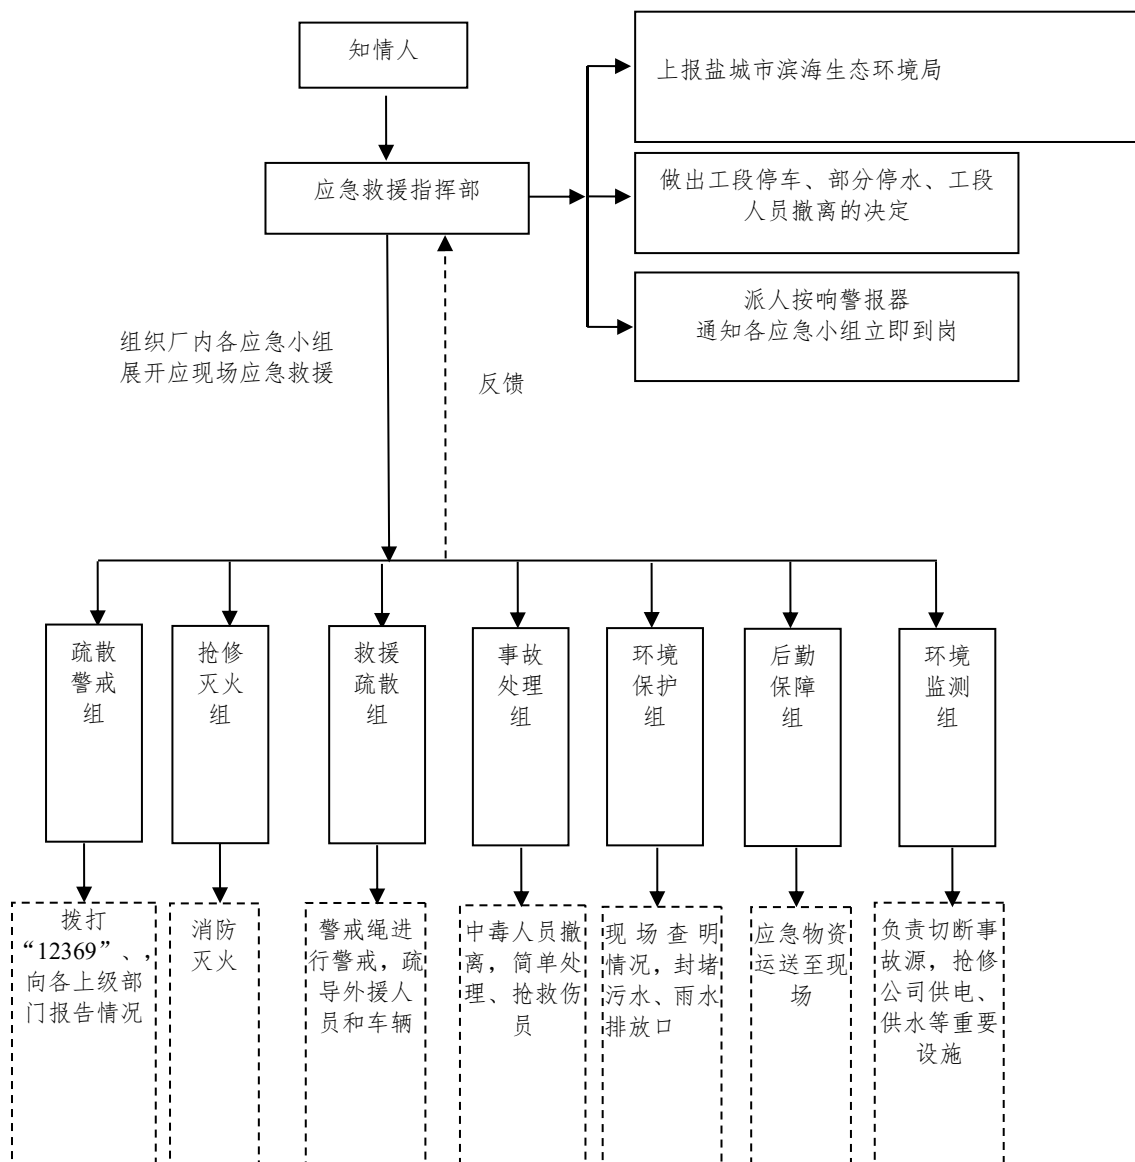 知情人
上报盐城市滨海生态环境局
应急救援指挥部
做出工段停车、部分停水、工段
人员撤离的决定
派人按响警报器
通知各应急小组立即到岗
组织厂内各应急小组
展开应现场应急救援
反馈
疏散
警戒
组
抢修
灭火
组
救援
疏散
组
事故
处理
组
环境
保护
组
后勤
保障
组
环境
监测
组
拨打
“12369”、,
向各上级部
门报告情况
消防
灭火
警戒绳进
行警戒，疏
导外援人
员和车辆
中毒人员撤
离，简单处
理、抢救伤
员
现场查明
情况，封堵
污水、雨水
排放口
应急物资
运送至现
场
负责切断事
故源，抢修
公司供电、
供水等重要
设施